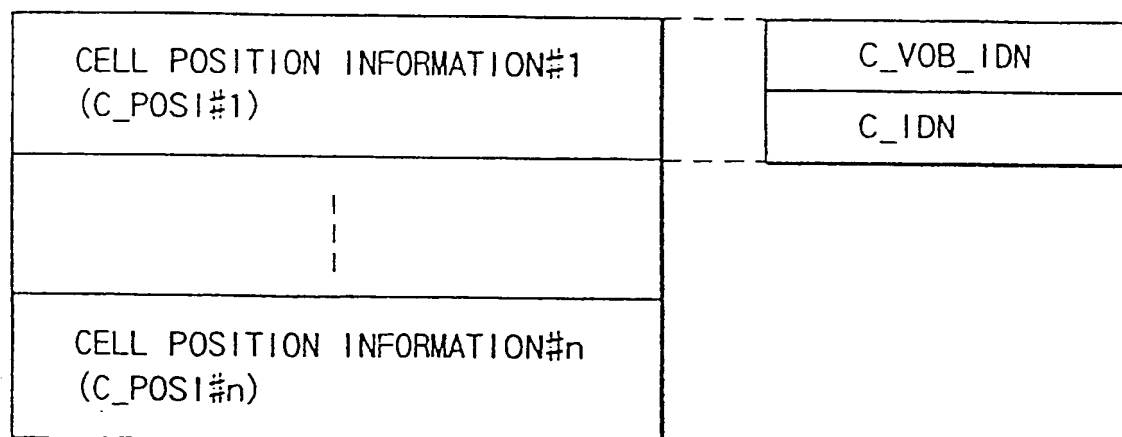 CELL POSITION INFORMATION#1
(C_POSI#1)
C_VOB_IDN
C_IDN
CELL POSITION INFORMATION#n
(C_POSI#n)